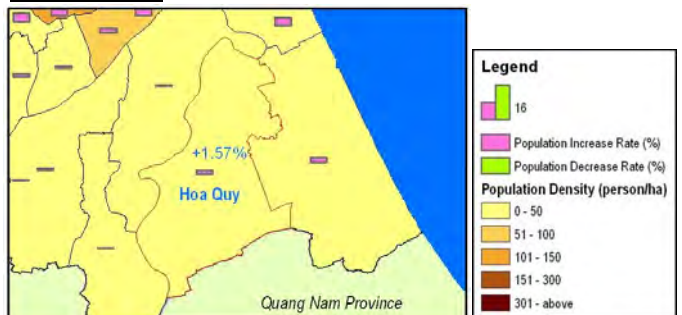 +1.57%
Hoa Quy
Quang Nam Province
Legend
16
Population Increase Rate (%)
Population Decrease Rate (%)
Population Density (person/ha)
0 - 50
51 - 100
101 - 150
151 - 300
301 - above